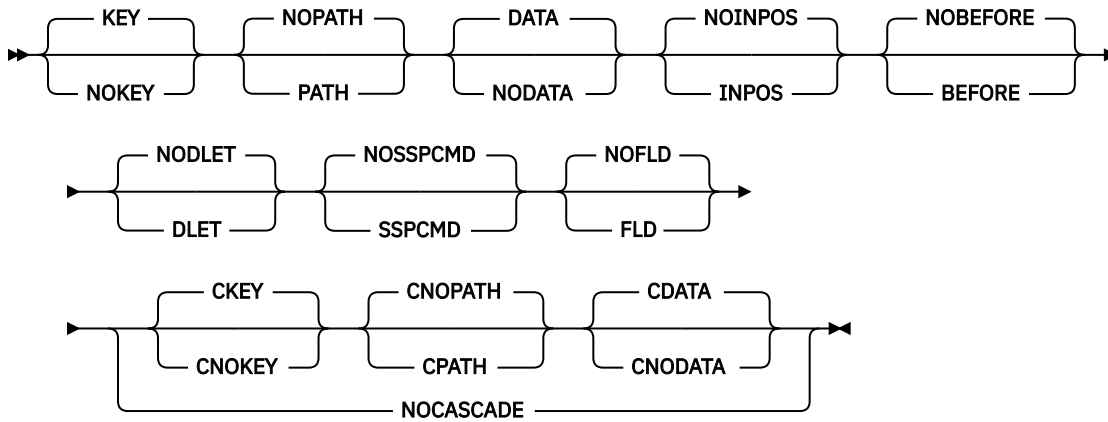 KEY NOPATH DATA NOINPOS NOBEFORE
NOKEY PATH NODATA INPOS BEFORE
NODLET NOSSPCMD NOFLD
DLET SSPCMD FLD
CKEY CNOPATH CDATA
CNOKEY CPATH CNODATA
NOCASCADE